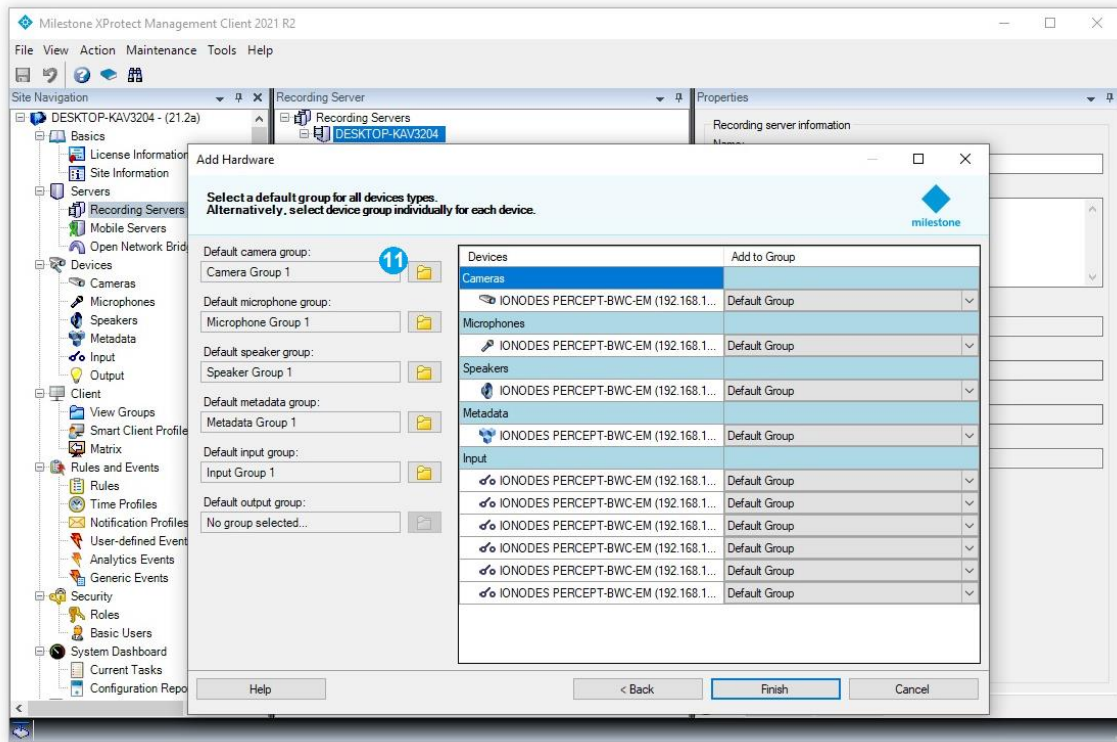 Milestone XProtect Management Client 2021 R2
File View Action Maintenance Tools Help
Site Navigation
DESKTOP-KAV3204 - (21.2a)
Basics
License Information
Site Information
Servers
Recording Servers
Mobile Servers
Open Network Bridg
Devices
Cameras
Microphones
Speakers
Metadata
Input
Output
Client
View Groups
Smart Client Profile
Matrix
Rules and Events
Rules
Time Profiles
Notification Profiles
User-defined Event
Analytics Events
Generic Events
Security
Roles
Basic Users
System Dashboard
Current Tasks
Configuration Repo
Recording Server
Recording Servers
DESKTOP-KAV3204
Properties
Recording server information
Name:
Add Hardware
Select a default group for all devices types.
Alternatively, select device group individually for each device.
milestone
Default camera group:
11
Camera Group 1
Default microphone group:
Microphone Group 1
Default speaker group:
Speaker Group 1
Default metadata group:
Metadata Group 1
Default input group:
Input Group 1
Default output group:
No group selected...
Devices Add to Group
Cameras
IONODES PERCEPT-BWC-EM (192.168.1... Default Group
Microphones
IONODES PERCEPT-BWC-EM (192.168.1... Default Group
Speakers
IONODES PERCEPT-BWC-EM (192.168.1... Default Group
Metadata
IONODES PERCEPT-BWC-EM (192.168.1... Default Group
Input
IONODES PERCEPT-BWC-EM (192.168.1... Default Group
IONODES PERCEPT-BWC-EM (192.168.1... Default Group
IONODES PERCEPT-BWC-EM (192.168.1... Default Group
IONODES PERCEPT-BWC-EM (192.168.1... Default Group
IONODES PERCEPT-BWC-EM (192.168.1... Default Group
IONODES PERCEPT-BWC-EM (192.168.1... Default Group
Help < Back Finish Cancel